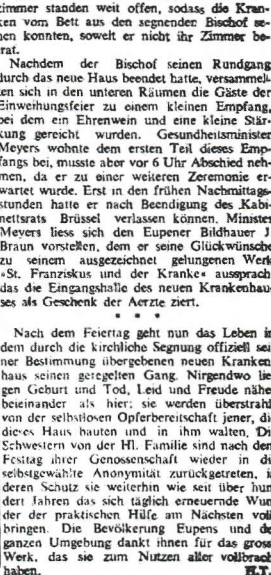 zimmer standen weit offen, sodass die Kran-
ken vom Bett aus den segnenden Bischof se-
hen konnten, soweit er nicht ihr Zimmer be-
rat.
Nachdem der Bischof seinen Rundgang
durch das neue Haus beendet hatte, versammel-
ten sich in den unteren Räumen die Gäste der
Einweihungsfeier zu einem kleinen Empfang,
bei dem ein Ehrenwein und eine kleine Stär-
kung gereicht wurden. Gesundheitsminister
Meyers wohnte dem ersten Teil dieses Emp-
fangs bei, musste aber vor 6 Uhr Abschied neh-
men, da er zu einer weiteren Zeremonie er-
wartet wurde. Erst in den frühen Nachmittags-
stunden hatte er nach Beendigung des Kabi-
nettsrats Brüssel verlassen können. Minister
Meyers liess sich den Eupener Bildhauer J
Braun vorstellen, dem er seine Glückwünsche
zu seinem ausgezeichnet gelungenen Werk
»St. Franziskus und der Kranke« aussprach
das die Eingangshalle des neuen Krankenhau-
ses als Geschenk der Aerzte ziert.
* * *
Nach dem Feiertag geht nun das Leben in
dem durch die kirchliche Segnung offiziell sei
ner Bestimmung übergebenen neuen Kranken
haus seinen geregelten Gang. Nirgendwo lie
gen Geburt und Tod, Leid und Freude nähe
beieinander als hier; sie werden überstrahl
von der selbstlosen Opferbereitschaft jener, di
dieses Haus bauten und in ihm walten. Di
Schwestern von der Hl. Familie sind nach den
Festtag ihrer Genossenschaft wieder in di
selbstgewählte Anonymität zurückgetreten, i
deren Schutz sie weiterhin wie seit über hun
dert Jahren das sich täglich erneuernde Wun
der der praktischen Hilfe am Nächsten voll
bringen. Die Bevölkerung Eupens und de
ganzen Umgebung dankt ihnen für das gross
Werk, das sie zum Nutzen aller vollbrach
haben. H.T.